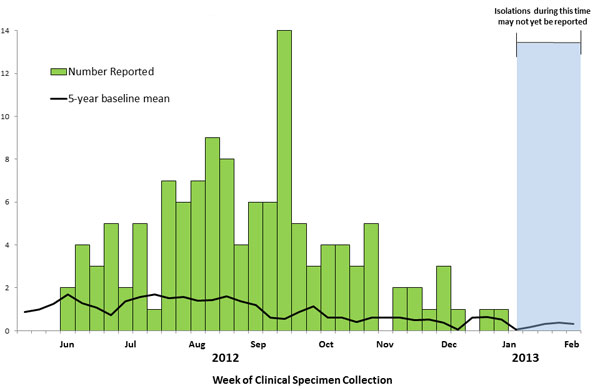 Isolations during this time
may not yet be reported
14
12
10
8
6
4
2
0
Number Reported
5-year baseline mean
Jun Jul Aug Sep Oct Nov Dec Jan Feb
2012 2013
Week of Clinical Specimen Collection